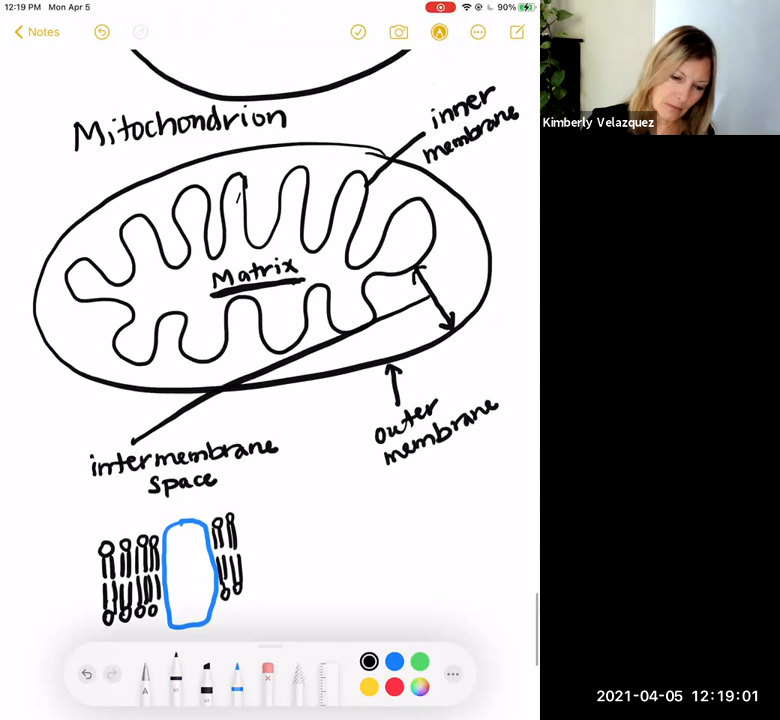 12:19 PM Mon Apr 5
90%
Notes
Mitochondrion
inner
membrane
Kimberly Velazquez
Matrix
outer
membrane
intermembrane
space
A
2021-04-05 12:19:01